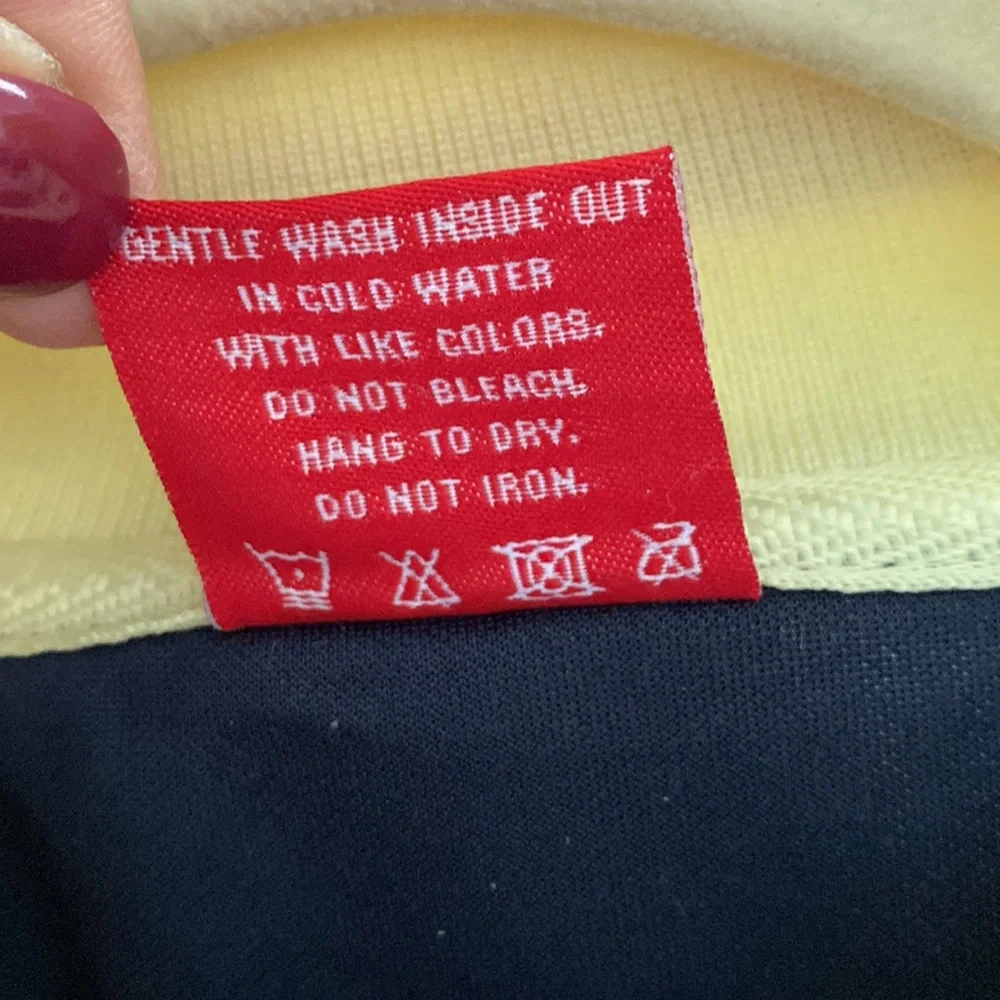 GENTLE WASH INSIDE OUT
IN COLD WATER
WITH LIKE COLORS.
DO NOT BLEACH.
HANG TO DRY.
DO NOT IRON.